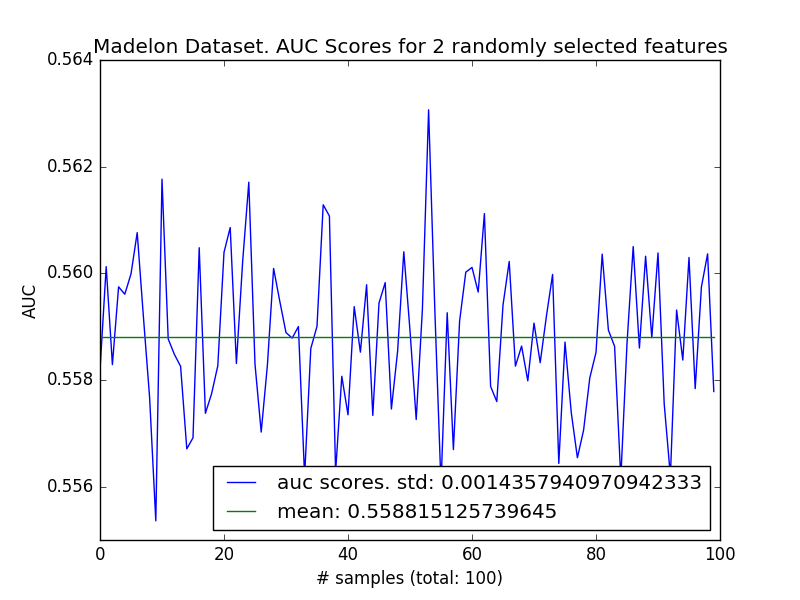 Madelon Dataset. AUC Scores for 2 randomly selected features
0.564
0.562
0.560
0.558
0.556
AUC
auc scores. std: 0.0014357940970942333
mean: 0.558815125739645
0 20 40 60 80 100
# samples (total: 100)